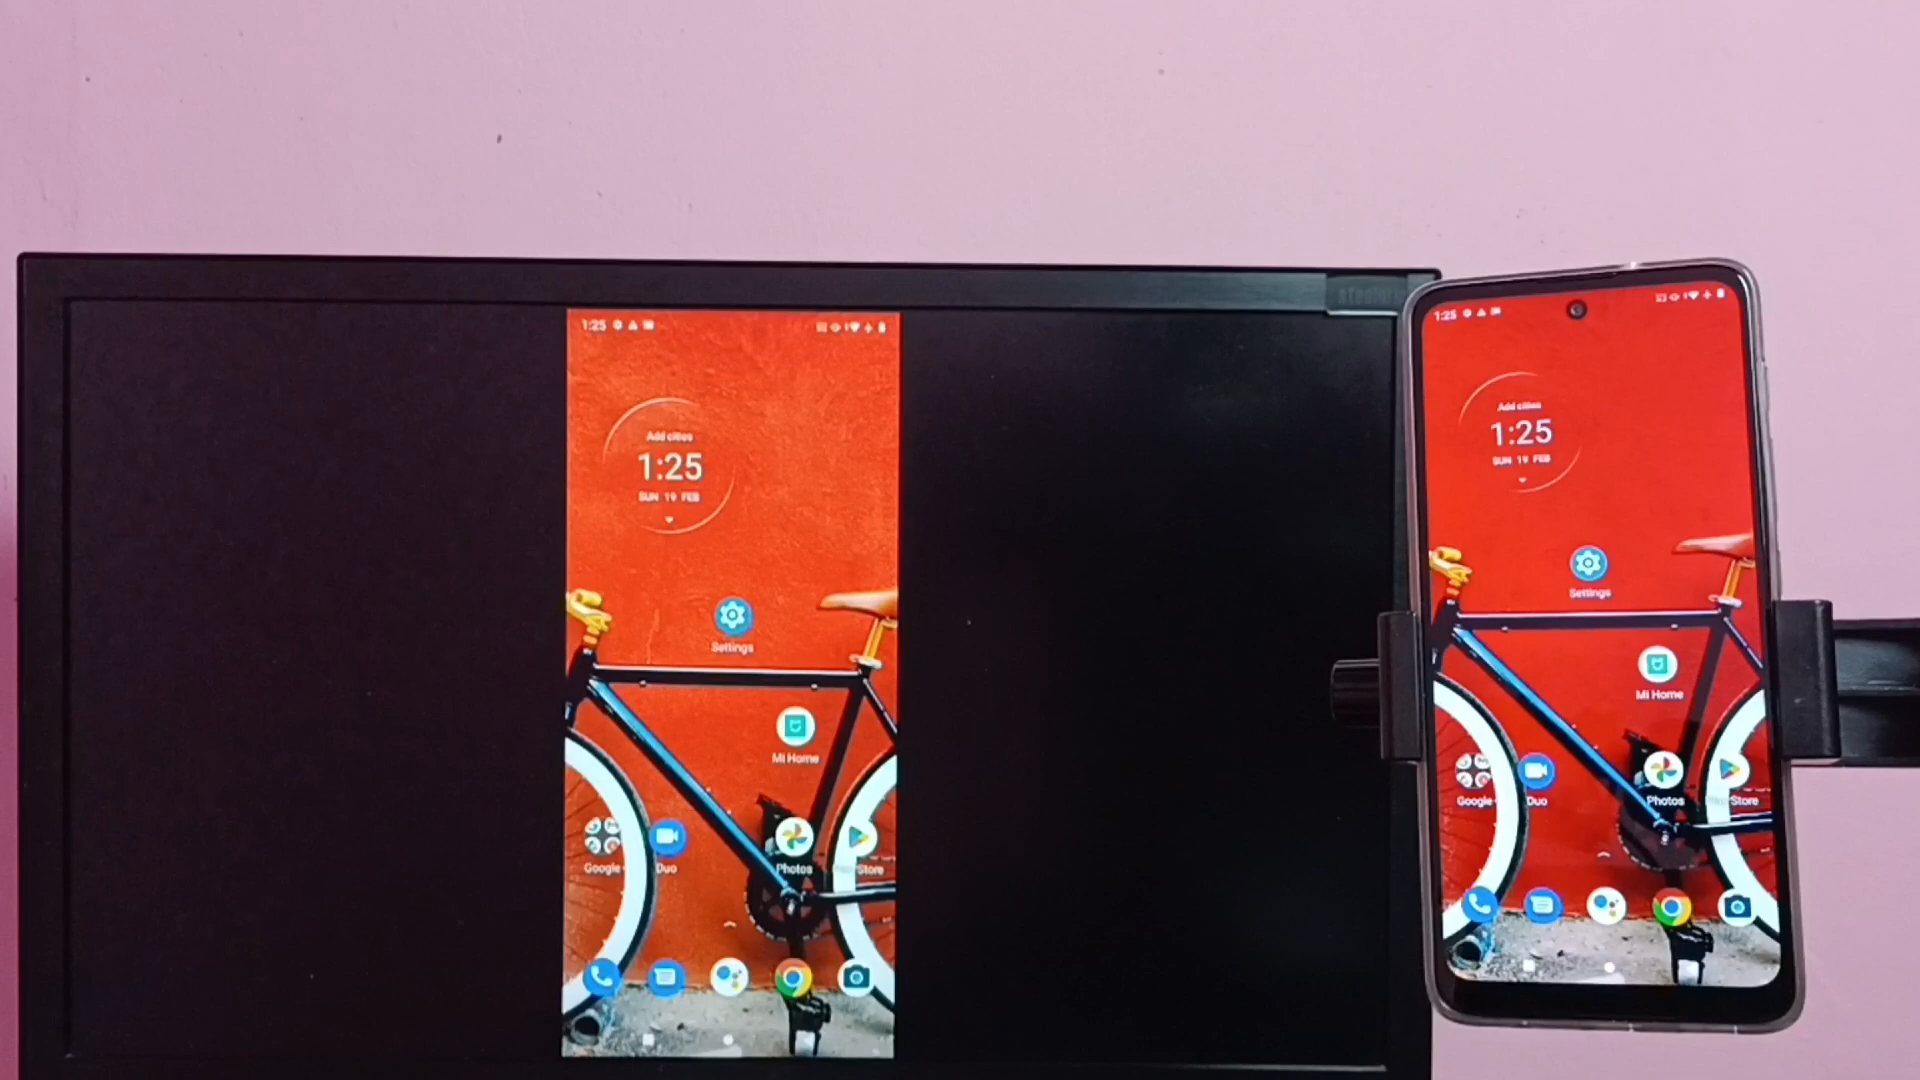 1:25
Add cities
1:25
SUN 19 FEB
Settings
Mi Home
Google Duo Photos Store
1:25
Add cities
1:25
SUN 19 FEB
Settings
Mi Home
Google Duo Photos Store